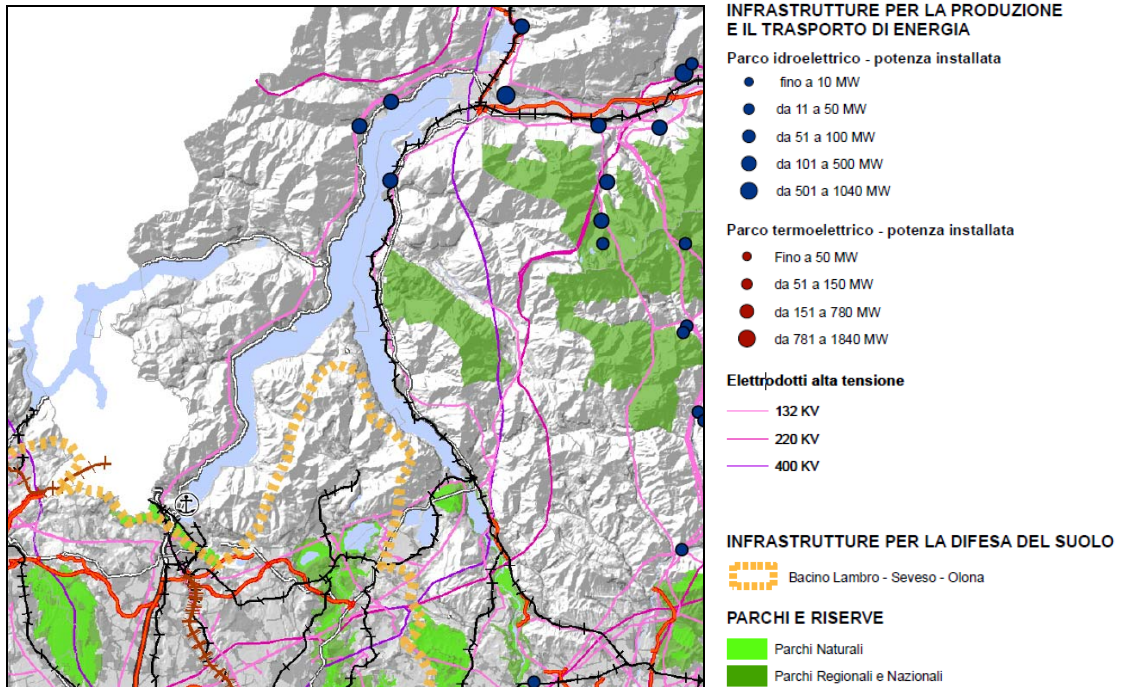 INFRASTRUTTURE PER LA PRODUZIONE
E IL TRASPORTO DI ENERGIA
Parco idroelettrico - potenza installata
fino a 10 MW
da 11 a 50 MW
da 51 a 100 MW
da 101 a 500 MW
da 501 a 1040 MW
Parco termoelettrico - potenza installata
Fino a 50 MW
da 51 a 150 MW
da 151 a 780 MW
da 781 a 1840 MW
Elettrodotti alta tensione
132 KV
220 KV
400 KV
INFRASTRUTTURE PER LA DIFESA DEL SUOLO
Bacino Lambro - Seveso - Olona
PARCHI E RISERVE
Parchi Naturali
Parchi Regionali e Nazionali